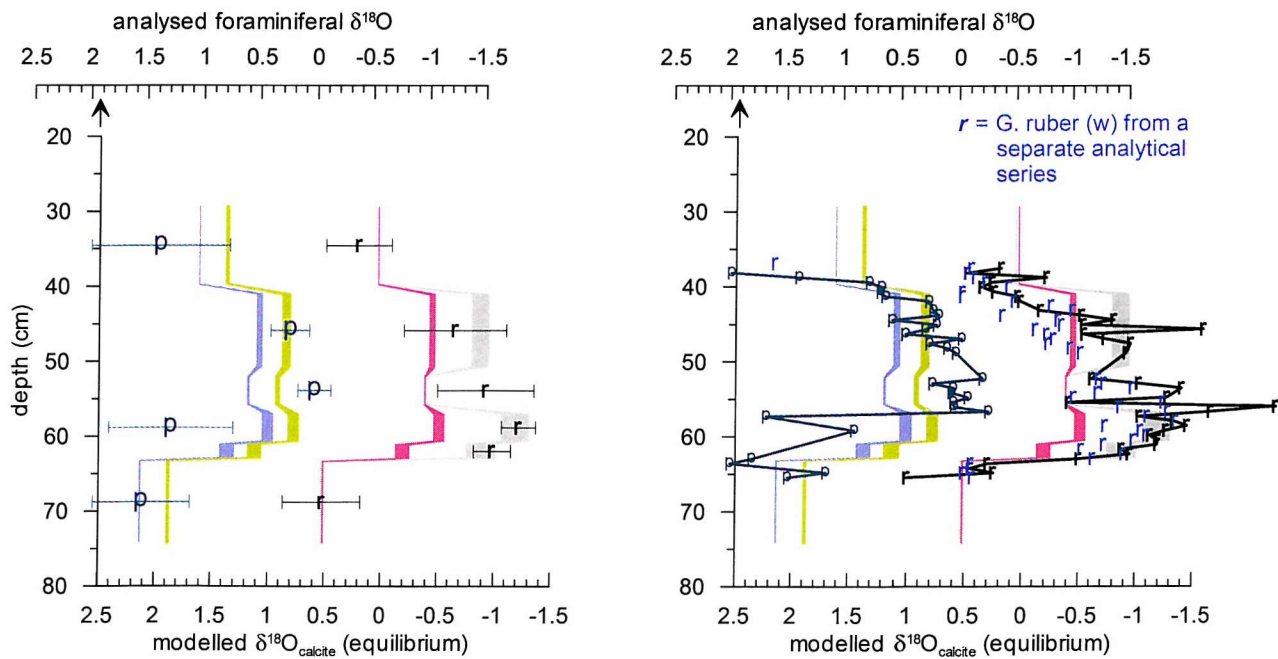 analysed foraminiferal δ¹⁸O
2.5 2 1.5 1 0.5 0 -0.5 -1 -1.5
20
30
40
50
60
70
80
depth (cm)
p r
p r
p r
p r
r
p r
2.5 2 1.5 1 0.5 0 -0.5 -1 -1.5
modelled δ¹⁸O calcite (equilibrium)
analysed foraminiferal δ¹⁸O
2.5 2 1.5 1 0.5 0 -0.5 -1 -1.5
r = G. ruber (w) from a
separate analytical
series
20
30
40
50
60
70
80
2.5 2 1.5 1 0.5 0 -0.5 -1 -1.5
modelled δ¹⁸O calcite (equilibrium)